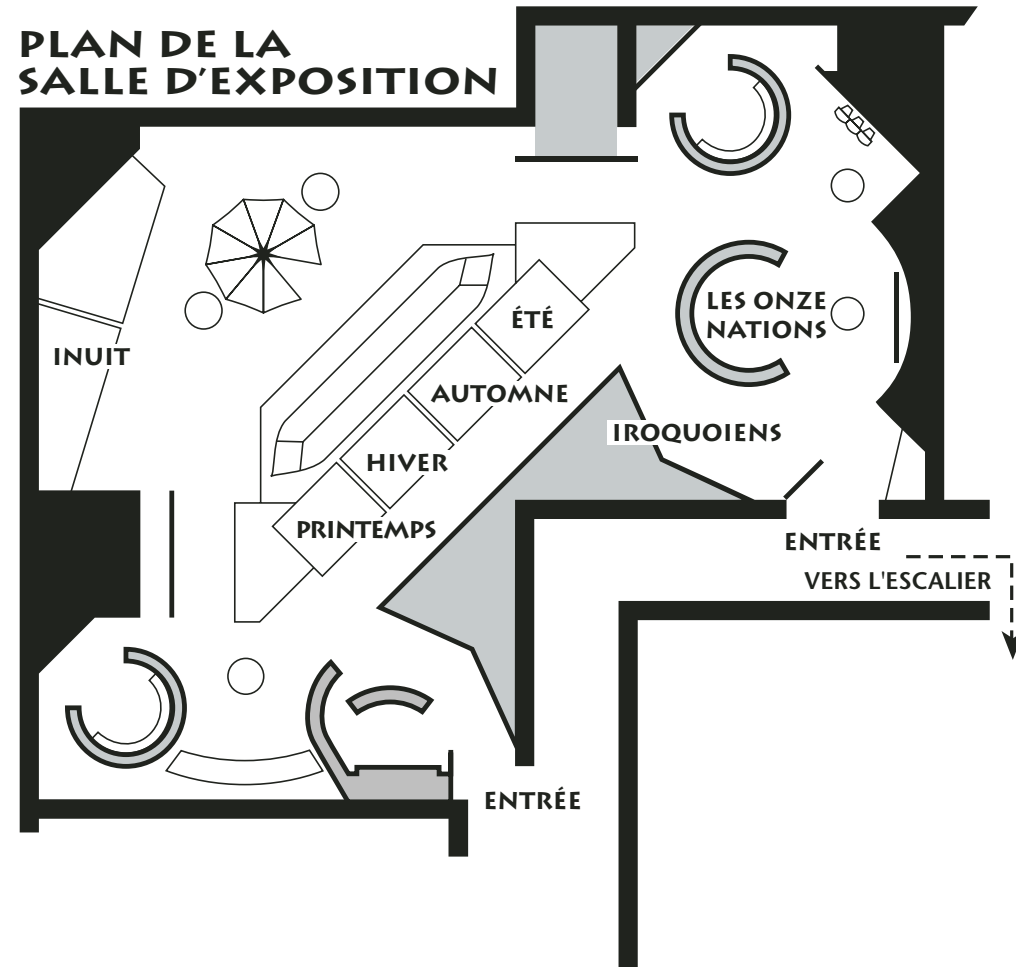 PLAN DE LA
SALLE D'EXPOSITION
LES ONZE
NATIONS
ÉTÉ
INUIT
AUTOMNE
IROQUOIENS
HIVER
PRINTEMPS
ENTRÉE
VERS L'ESCALIER
ENTRÉE